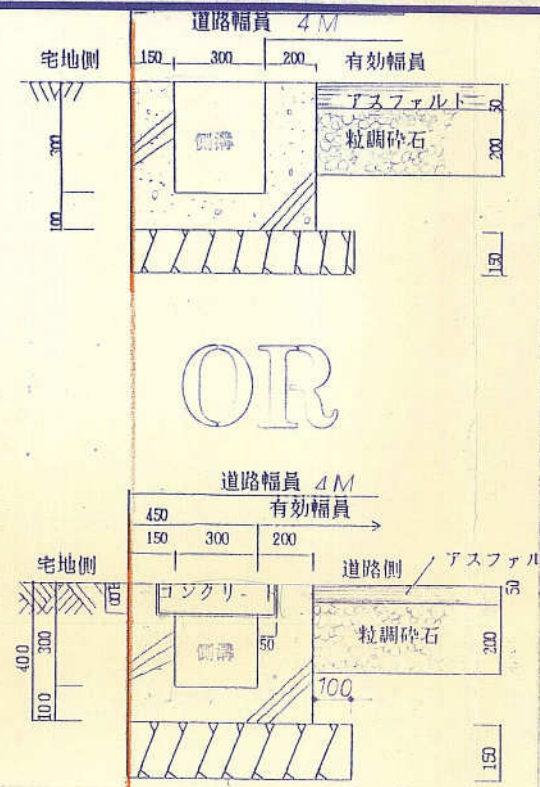 道路幅員 4M
宅地側 150 300 200 有効幅員
アスファルト 50
側溝 粒調砕石
300 200
100
150
OR
道路幅員 4M
450 有効幅員
150 300 200
宅地側 道路側 アスファル
コンクリート 50
100
400 300 側溝 50 粒調砕石 200
100 100
150